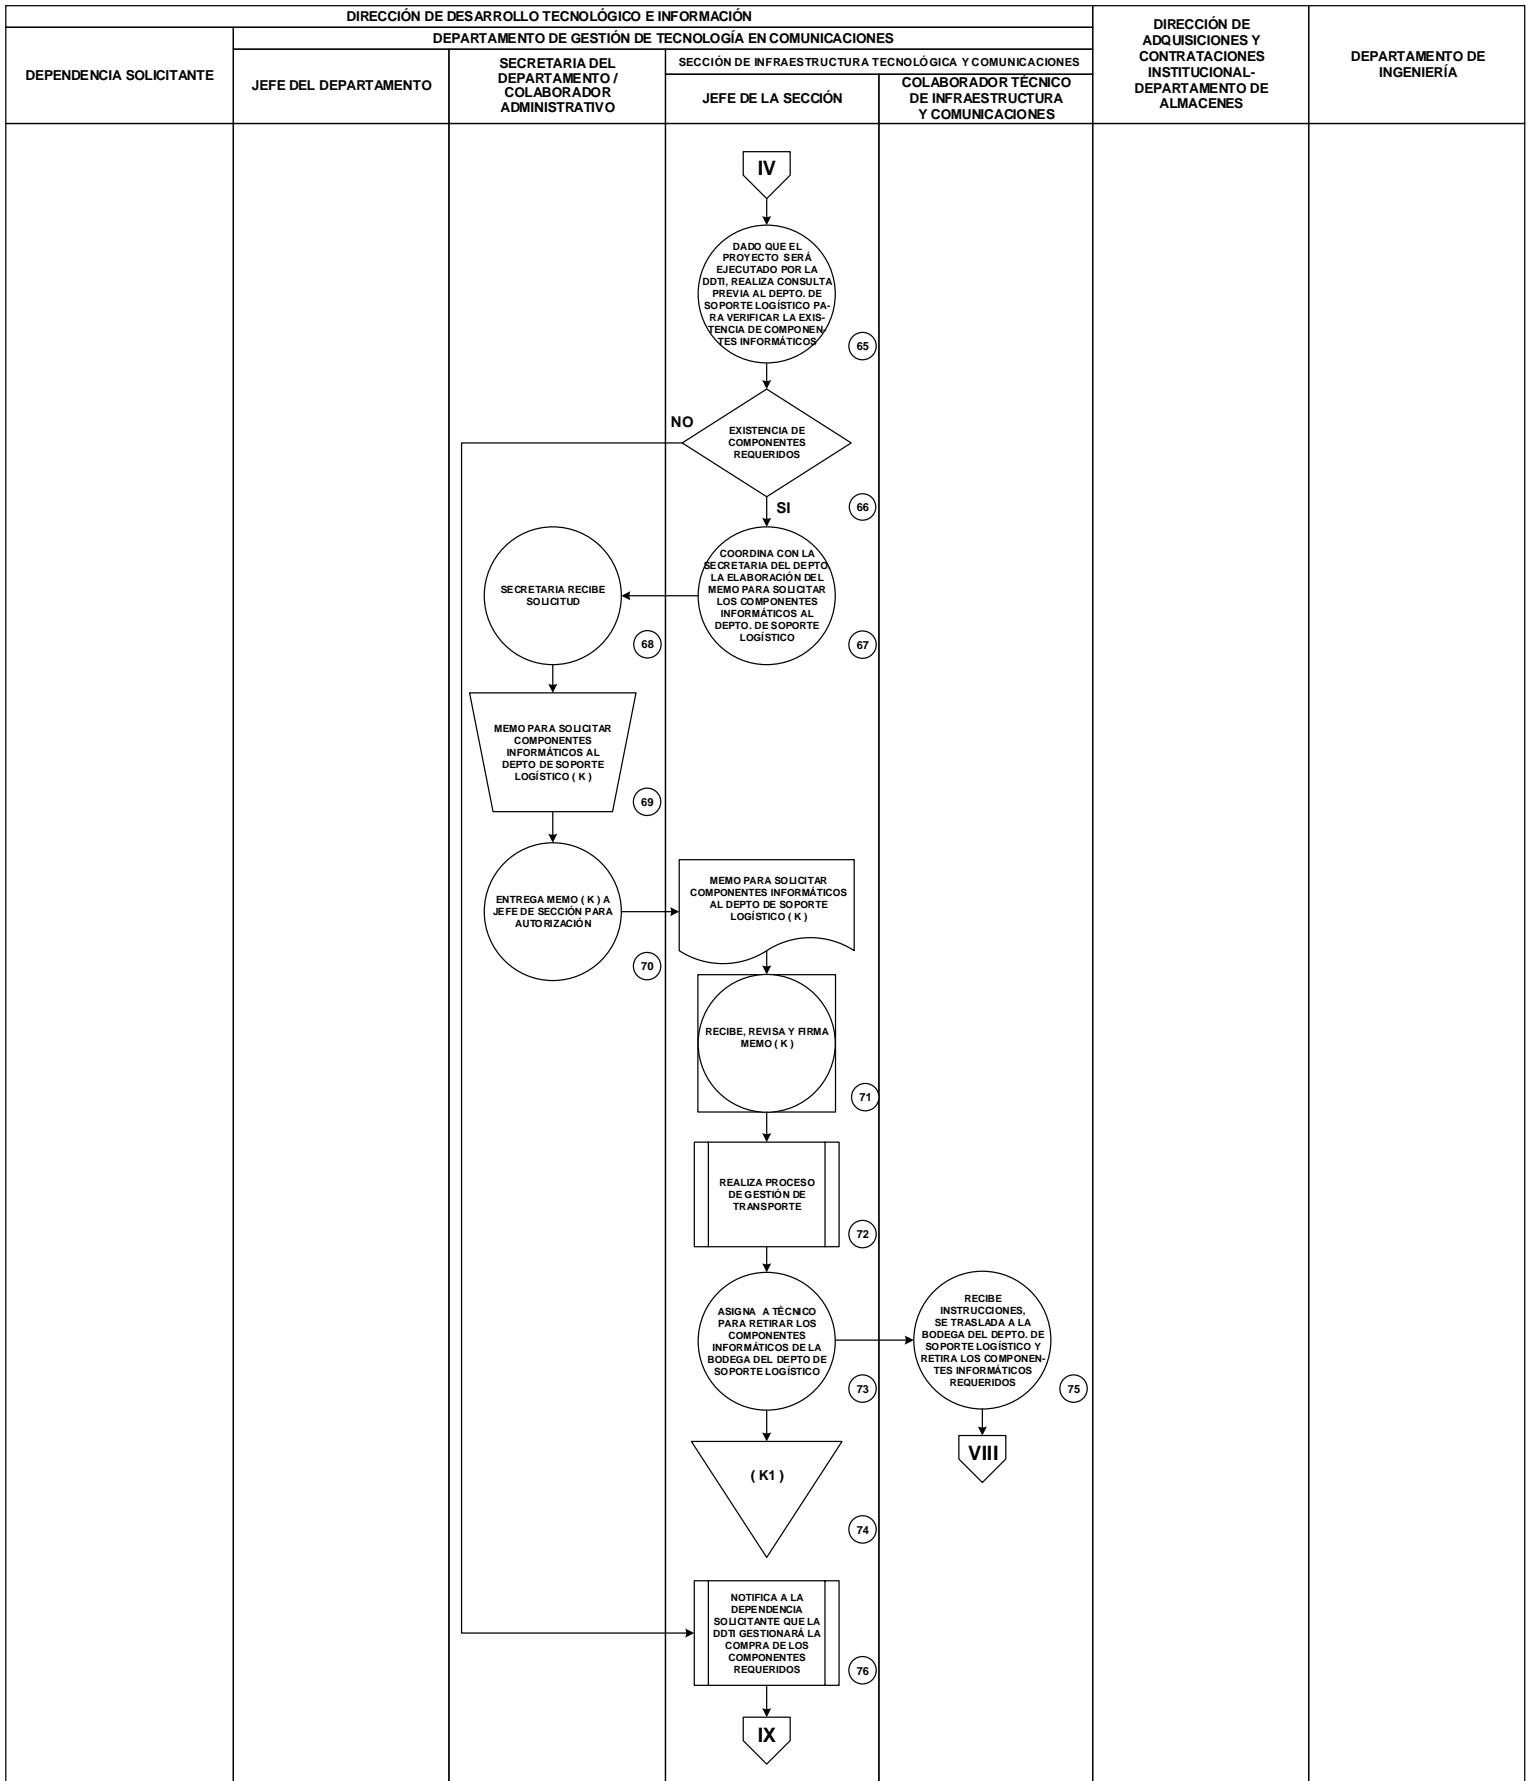 DIRECCIÓN DE DESARROLLO TECNOLÓGICO E INFORMACIÓN
DEPENDENCIA SOLICITANTE
DEPARTAMENTO DE GESTIÓN DE TECNOLOGÍA EN COMUNICACIONES
JEFE DEL DEPARTAMENTO
SECRETARIA DEL
DEPARTAMENTO /
COLABORADOR
ADMINISTRATIVO
SECCIÓN DE INFRAESTRUCTURA TECNOLÓGICA Y COMUNICACIONES
JEFE DE LA SECCIÓN
COLABORADOR TÉCNICO
DE INFRAESTRUCTURA
Y COMUNICACIONES
DIRECCIÓN DE
ADQUISICIONES Y
CONTRATACIONES
INSTITUCIONAL-
DEPARTAMENTO DE
ALMACENES
DEPARTAMENTO DE
INGENIERÍA
IV
DADO QUE EL
PROYECTO SERÁ
EJECUTADO POR LA
DDTI, REALIZA CONSULTA
PREVIA AL DEPTO. DE
SOPORTE LOGÍSTICO PA-
RA VERIFICAR LA EXIS-
TENCIA DE COMPONEN-
TES INFORMÁTICOS
65
NO
EXISTENCIA DE
COMPONENTES
REQUERIDOS
SI
66
COORDINA CON LA
SECRETARIA DEL DEPTO
LA ELABORACIÓN DEL
MEMO PARA SOLICITAR
LOS COMPONENTES
INFORMÁTICOS AL
DEPTO. DE SOPORTE
LOGÍSTICO
67
SECRETARIA RECIBE
SOLICITUD
68
MEMO PARA SOLICITAR
COMPONENTES
INFORMÁTICOS AL
DEPTO DE SOPORTE
LOGÍSTICO ( K )
69
ENTREGA MEMO ( K ) A
JEFE DE SECCIÓN PARA
AUTORIZACIÓN
70
MEMO PARA SOLICITAR
COMPONENTES INFORMÁTICOS
AL DEPTO DE SOPORTE
LOGÍSTICO ( K )
RECIBE, REVISA Y FIRMA
MEMO ( K )
71
REALIZA PROCESO
DE GESTIÓN DE
TRANSPORTE
72
ASIGNA A TÉCNICO
PARA RETIRAR LOS
COMPONENTES
INFORMÁTICOS DE LA
BODEGA DEL DEPTO DE
SOPORTE LOGÍSTICO
73
RECIBE
INSTRUCCIONES,
SE TRASLADA A LA
BODEGA DEL DEPTO. DE
SOPORTE LOGÍSTICO Y
RETIRA LOS COMPONEN-
TES INFORMÁTICOS
REQUERIDOS
75
VIII
( K1 )
74
NOTIFICA A LA
DEPENDENCIA
SOLICITANTE QUE LA
DDTI GESTIONARÁ LA
COMPRA DE LOS
COMPONENTES
REQUERIDOS
76
IX